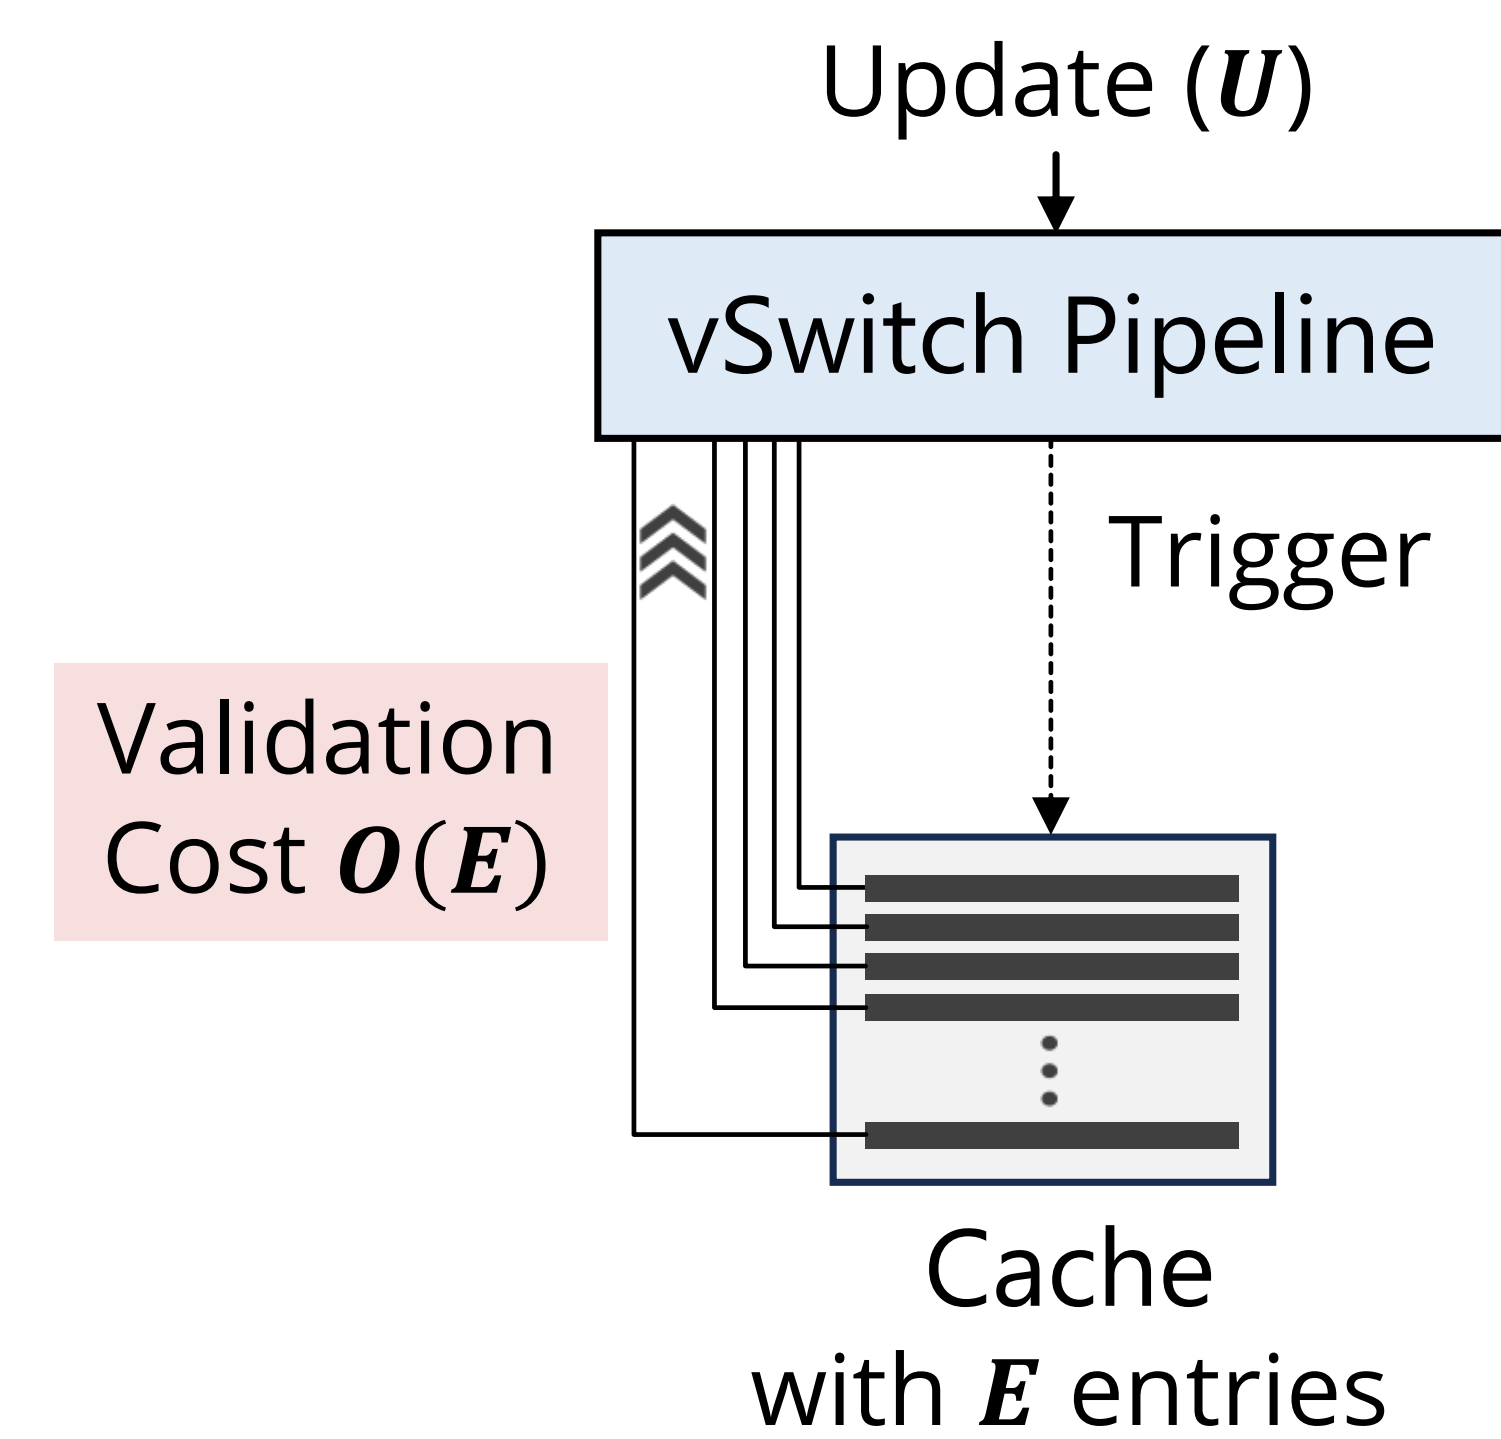 Update (U)
vSwitch Pipeline
Trigger
Validation
Cost O(E)
Cache
with E entries